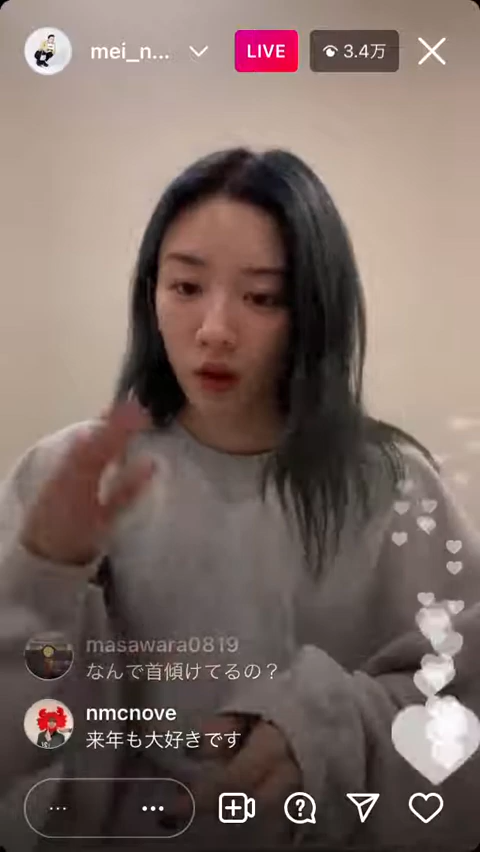 mei_n...
LIVE
3.4万
masawara0819
なんで首傾けてるの？
nmcnove
来年も大好きです